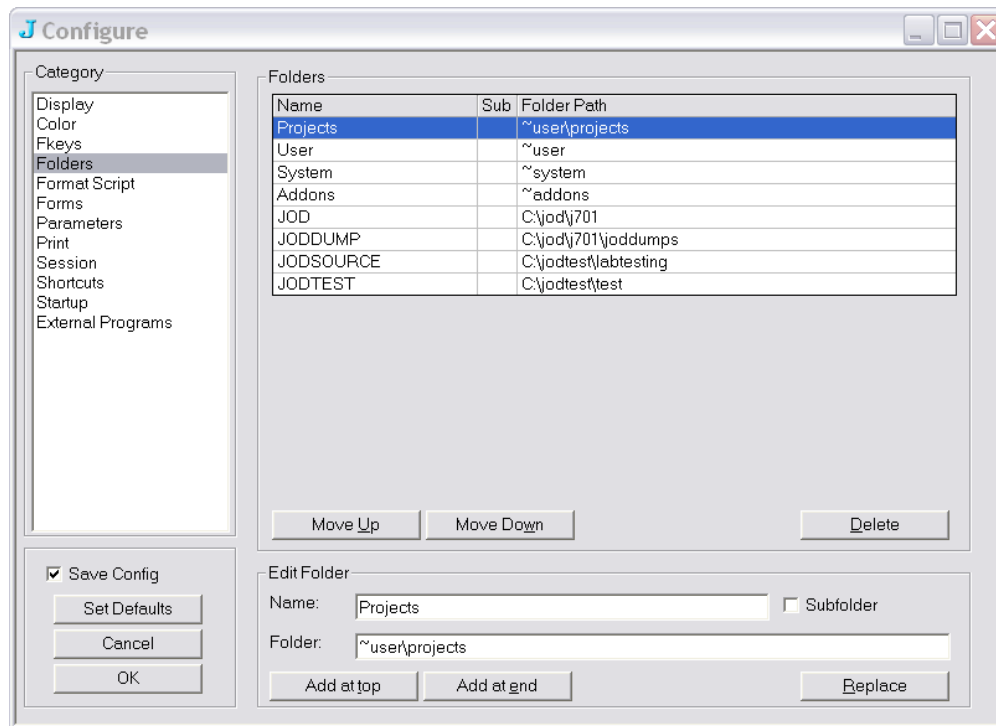 J Configure
Category
Display
Color
Fkeys
Folders
Format Script
Forms
Parameters
Print
Session
Shortcuts
Startup
External Programs
Save Config
Set Defaults
Cancel
OK
Folders
Name Sub Folder Path
Projects ~user\projects
User ~user
System ~system
Addons ~addons
JOD C:\jod\j701
JODDUMP C:\jod\j701\joddumps
JODSOURCE C:\jodtest\labtesting
JODTEST C:\jodtest\test
Move Up Move Down Delete
Edit Folder
Name: Projects Subfolder
Folder: ~user\projects
Add at top Add at end Replace